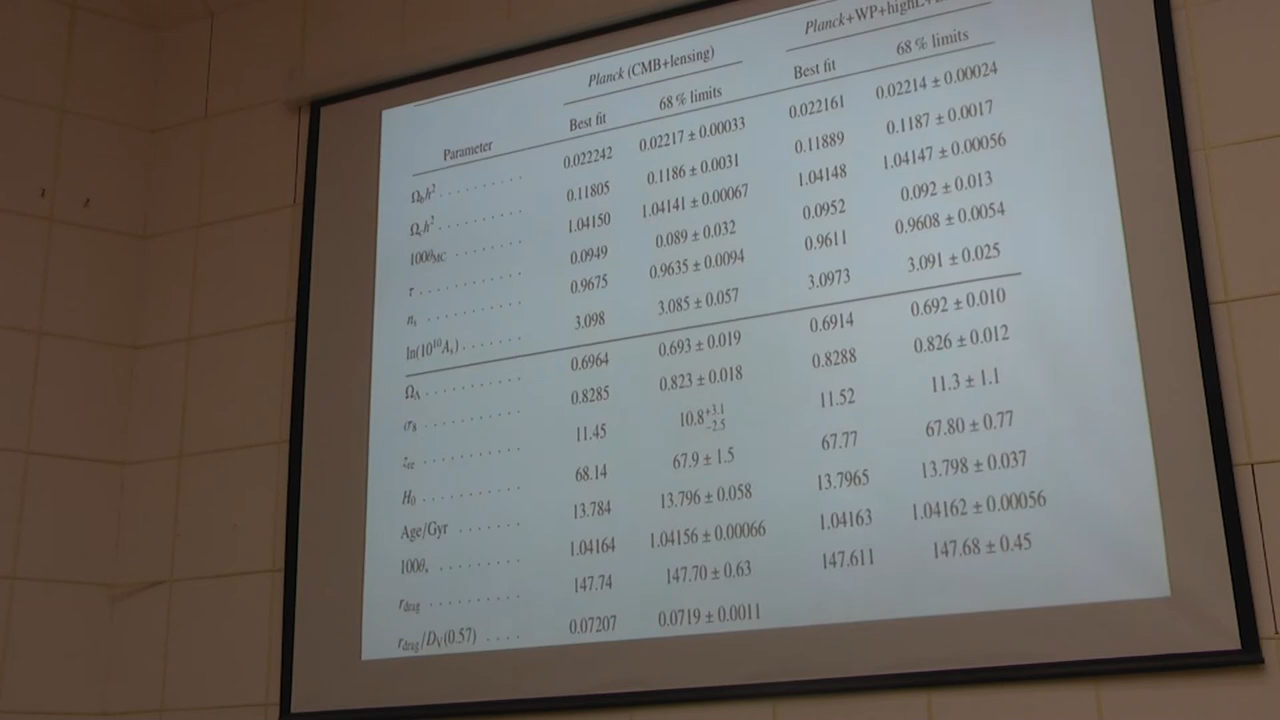 Planck (CMB+lensing) Planck+WP+highL+
Parameter Best fit 68 % limits Best fit 68 % limits
Ω_b h² . . . . . . . . . . 0.022242 0.02217 ± 0.00033 0.022161 0.02214 ± 0.00024
Ω_c h² . . . . . . . . . . 0.11805 0.1186 ± 0.0031 0.11889 0.1187 ± 0.0017
100θ_MC . . . . . . . . 1.04150 1.04141 ± 0.00067 1.04148 1.04147 ± 0.00056
τ . . . . . . . . . . . . 0.0949 0.089 ± 0.032 0.0952 0.092 ± 0.013
n_s . . . . . . . . . . . 0.9675 0.9635 ± 0.0094 0.9611 0.9608 ± 0.0054
ln(10¹⁰A_s) . . . . . . . 3.098 3.085 ± 0.057 3.0973 3.091 ± 0.025
Ω_Λ . . . . . . . . . . . 0.6964 0.693 ± 0.019 0.6914 0.692 ± 0.010
σ_8 . . . . . . . . . . . 0.8285 0.823 ± 0.018 0.8288 0.826 ± 0.012
z_re . . . . . . . . . . . 11.45 10.8 +3.1 −2.5 11.52 11.3 ± 1.1
H_0 . . . . . . . . . . . 68.14 67.9 ± 1.5 67.77 67.80 ± 0.77
Age/Gyr . . . . . . . 13.784 13.796 ± 0.058 13.7965 13.798 ± 0.037
100θ_* . . . . . . . . . 1.04164 1.04156 ± 0.00066 1.04163 1.04162 ± 0.00056
r_drag . . . . . . . . . . 147.74 147.70 ± 0.63 147.611 147.68 ± 0.45
r_drag/D_V(0.57) . . . . 0.07207 0.0719 ± 0.0011